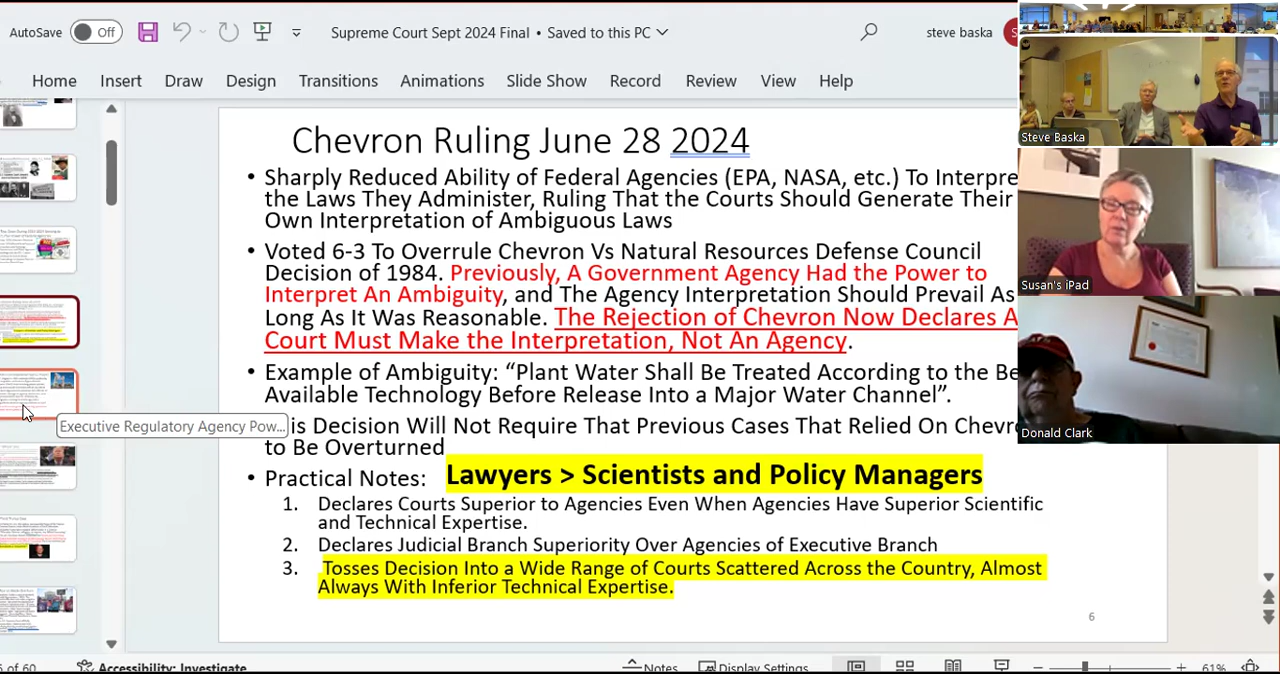 AutoSave Off Supreme Court Sept 2024 Final • Saved to this PC steve baska
Home Insert Draw Design Transitions Animations Slide Show Record Review View Help
Chevron Ruling June 28 2024
• Sharply Reduced Ability of Federal Agencies (EPA, NASA, etc.) To Interpre
the Laws They Administer, Ruling That the Courts Should Generate Their
Own Interpretation of Ambiguous Laws
• Voted 6-3 To Overrule Chevron Vs Natural Resources Defense Council
Decision of 1984. Previously, A Government Agency Had the Power to
Interpret An Ambiguity, and The Agency Interpretation Should Prevail As
Long As It Was Reasonable. The Rejection of Chevron Now Declares A
Court Must Make the Interpretation, Not An Agency.
• Example of Ambiguity: “Plant Water Shall Be Treated According to the Be
Available Technology Before Release Into a Major Water Channel”.
is Decision Will Not Require That Previous Cases That Relied On Chevro
to Be Overturned
• Practical Notes: Lawyers > Scientists and Policy Managers
1. Declares Courts Superior to Agencies Even When Agencies Have Superior Scientific
and Technical Expertise.
2. Declares Judicial Branch Superiority Over Agencies of Executive Branch
3. Tosses Decision Into a Wide Range of Courts Scattered Across the Country, Almost
Always With Inferior Technical Expertise.
6
Executive Regulatory Agency Pow...
Steve Baska
Susan's iPad
Donald Clark
of 60 Accessibility: Investigate Notes Display Settings 61%